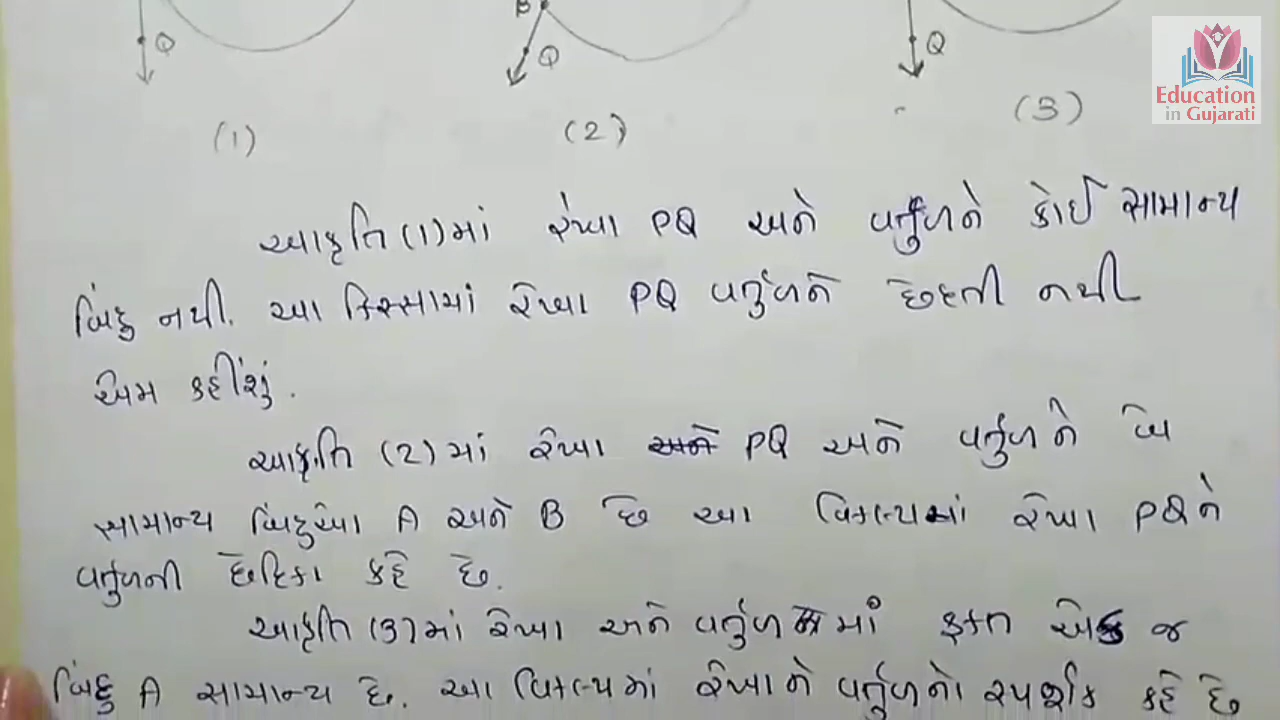 Q
B
Q
Q
Education
in Gujarati
(1)
(2)
(3)
આકૃતિ (1)માં રેખા PQ અને વર્તુળને કોઈ સામાન્ય
બિંદુ નથી. આ કિસ્સામાં રેખા PQ વર્તુળને છેદતી નથી
એમ કહીશું.
આકૃતિ (2)માં રેખા અને PQ અને વર્તુળને બે
સામાન્ય બિંદુઓ A અને B છે આ વિકલ્પમાં રેખા PQને
વર્તુળની છેદિકા કહે છે.
આકૃતિ (3)માં રેખા અને વર્તુળમાં ફક્ત એક જ
બિંદુ A સામાન્ય છે. આ વિકલ્પમાં રેખાને વર્તુળનો સ્પર્શક કહે છે